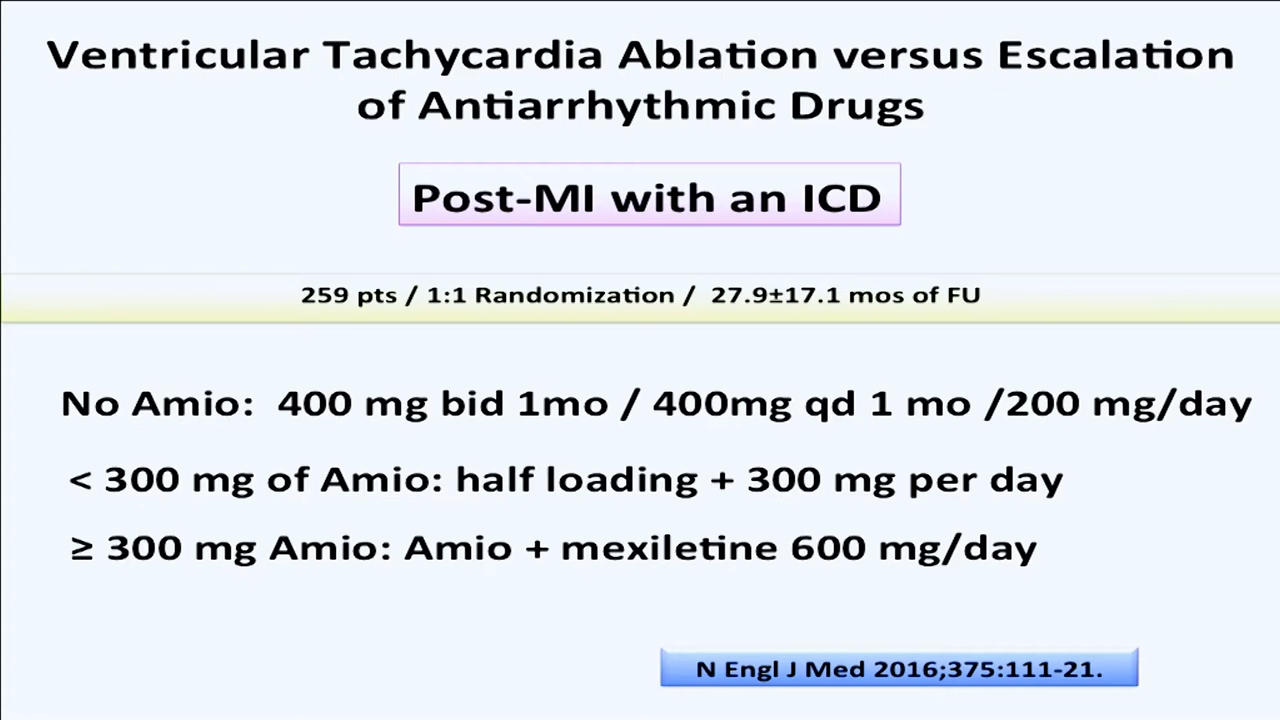 Ventricular Tachycardia Ablation versus Escalation
of Antiarrhythmic Drugs
Post-MI with an ICD
259 pts / 1:1 Randomization / 27.9±17.1 mos of FU
No Amio: 400 mg bid 1mo / 400mg qd 1 mo /200 mg/day
< 300 mg of Amio: half loading + 300 mg per day
≥ 300 mg Amio: Amio + mexiletine 600 mg/day
N Engl J Med 2016;375:111-21.